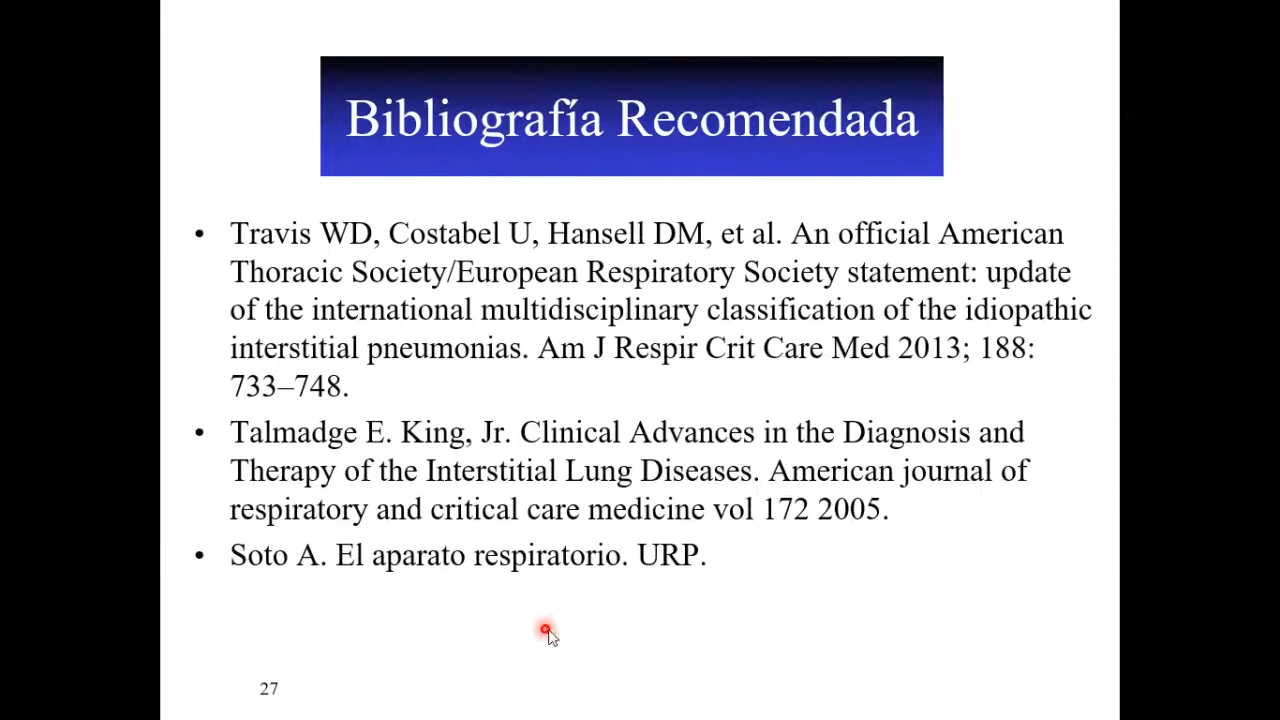 Bibliografía Recomendada
• Travis WD, Costabel U, Hansell DM, et al. An official American
Thoracic Society/European Respiratory Society statement: update
of the international multidisciplinary classification of the idiopathic
interstitial pneumonias. Am J Respir Crit Care Med 2013; 188:
733–748.
• Talmadge E. King, Jr. Clinical Advances in the Diagnosis and
Therapy of the Interstitial Lung Diseases. American journal of
respiratory and critical care medicine vol 172 2005.
• Soto A. El aparato respiratorio. URP.
27